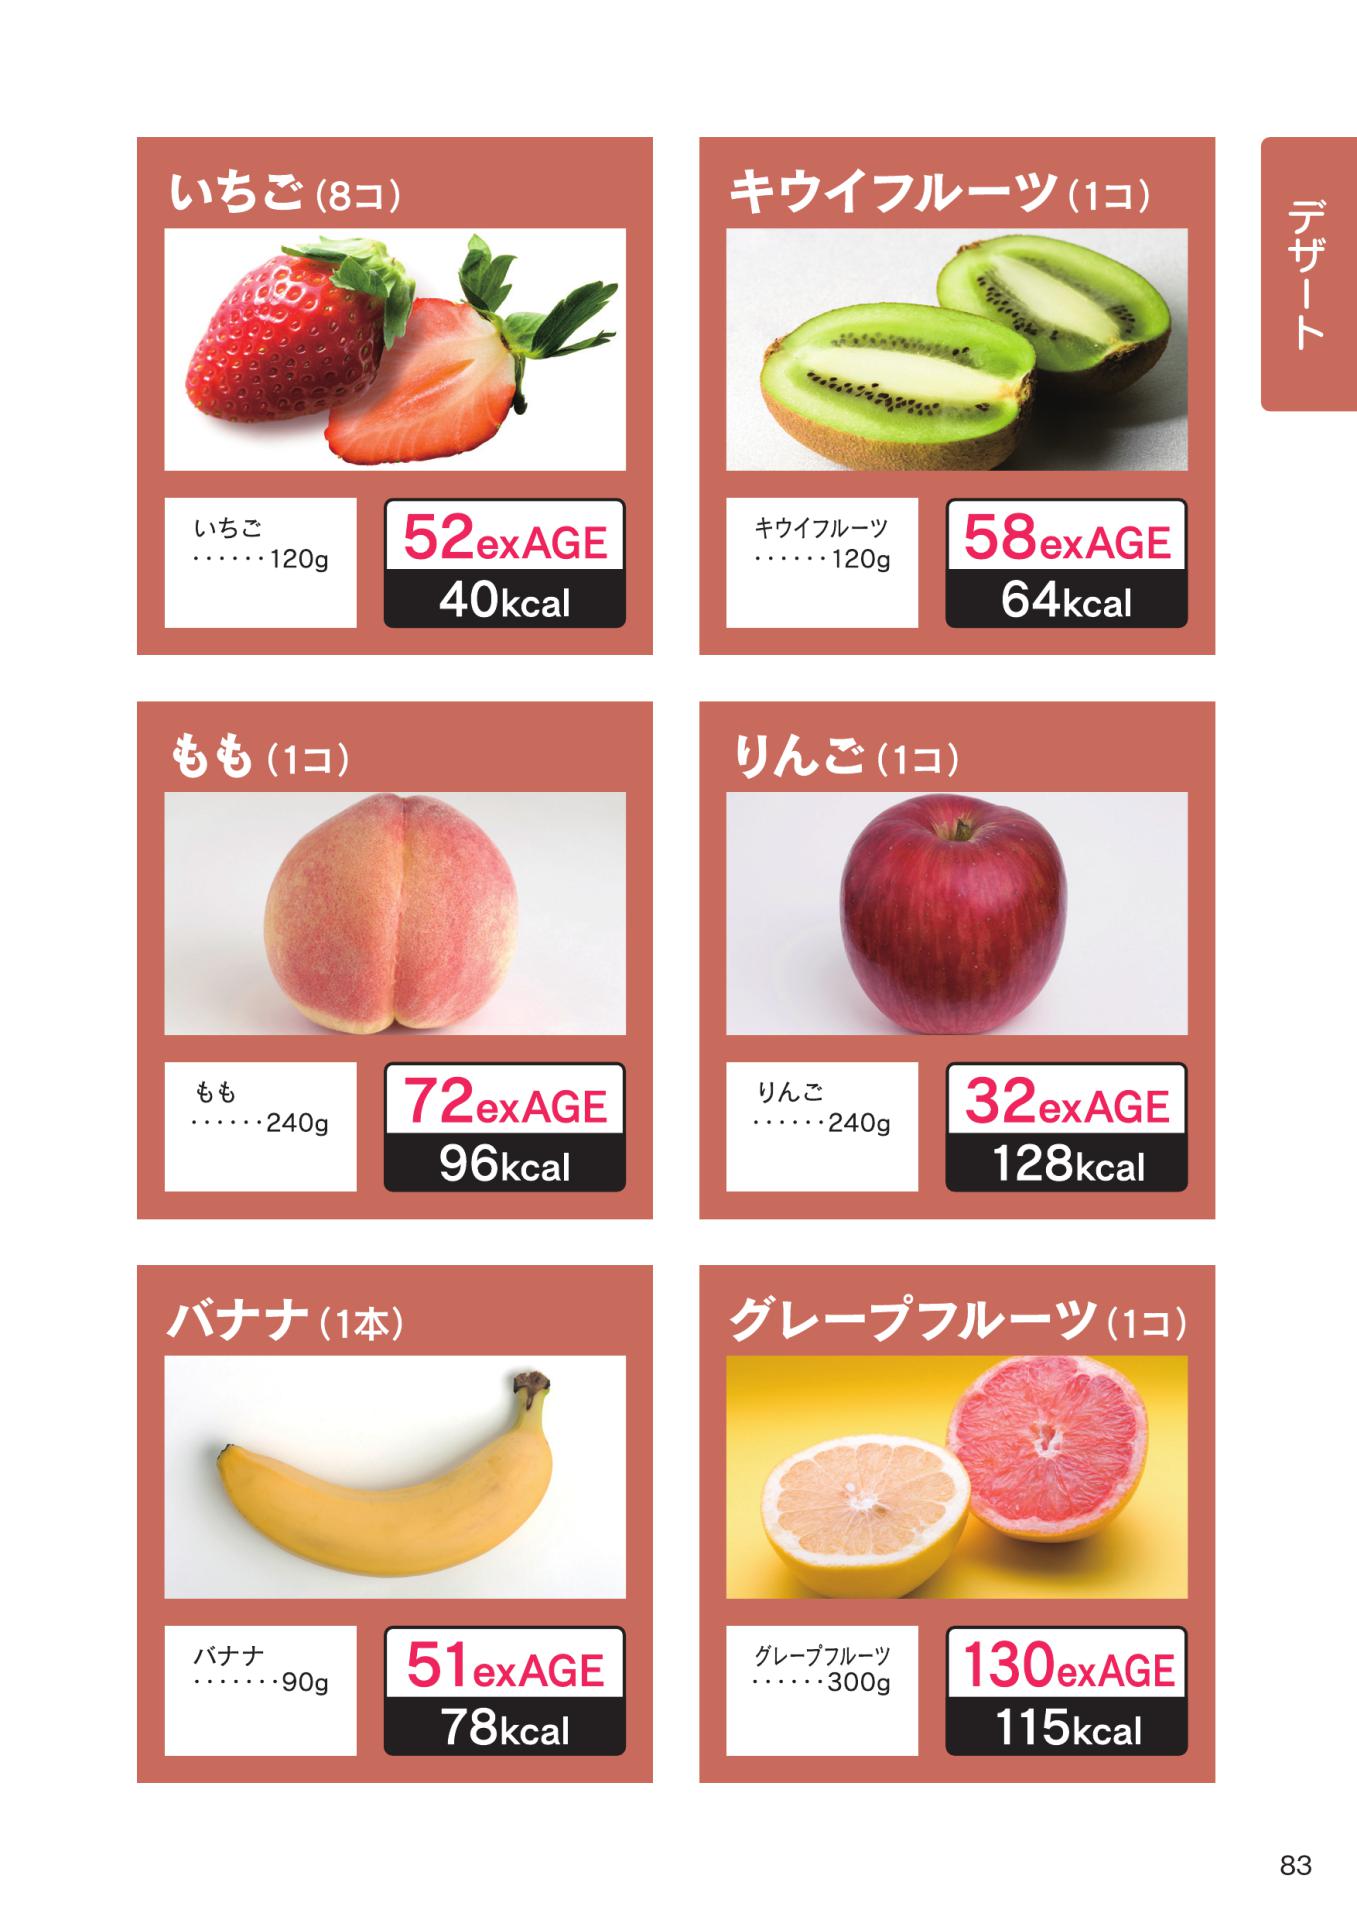 デザート
いちご(8コ)
いちご
······120g
52exAGE
40kcal
キウイフルーツ(1コ)
キウイフルーツ
······120g
58exAGE
64kcal
もも(1コ)
もも
······240g
72exAGE
96kcal
りんご(1コ)
りんご
······240g
32exAGE
128kcal
バナナ(1本)
バナナ
·······90g
51exAGE
78kcal
グレープフルーツ(1コ)
グレープフルーツ
······300g
130exAGE
115kcal
83